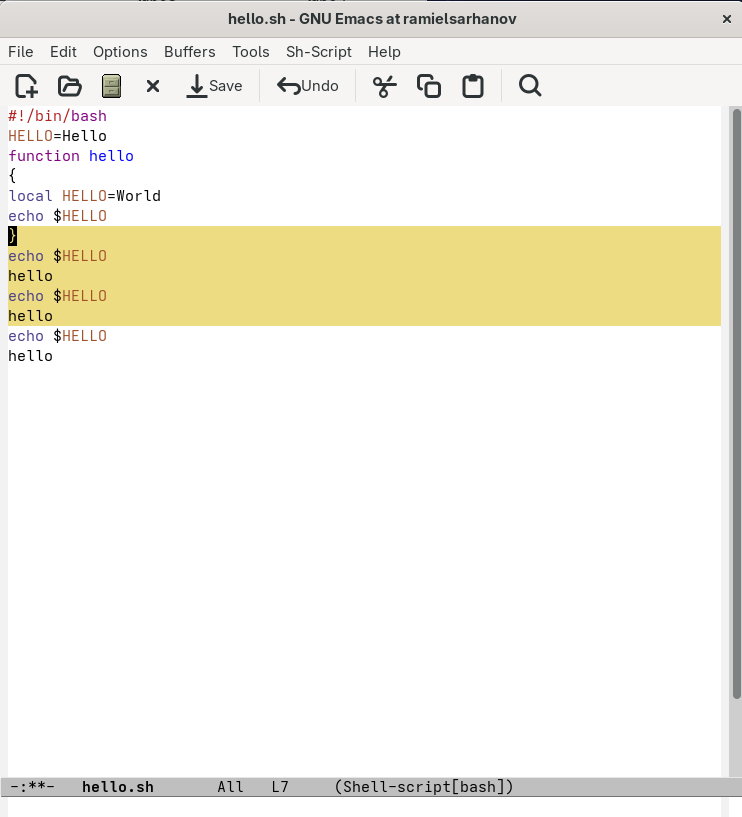 hello.sh - GNU Emacs at ramielsarhanov
File Edit Options Buffers Tools Sh-Script Help
Save Undo
#!/bin/bash
HELLO=Hello
function hello
{
local HELLO=World
echo $HELLO
}
echo $HELLO
hello
echo $HELLO
hello
echo $HELLO
hello
-:**- hello.sh All L7 (Shell-script[bash])